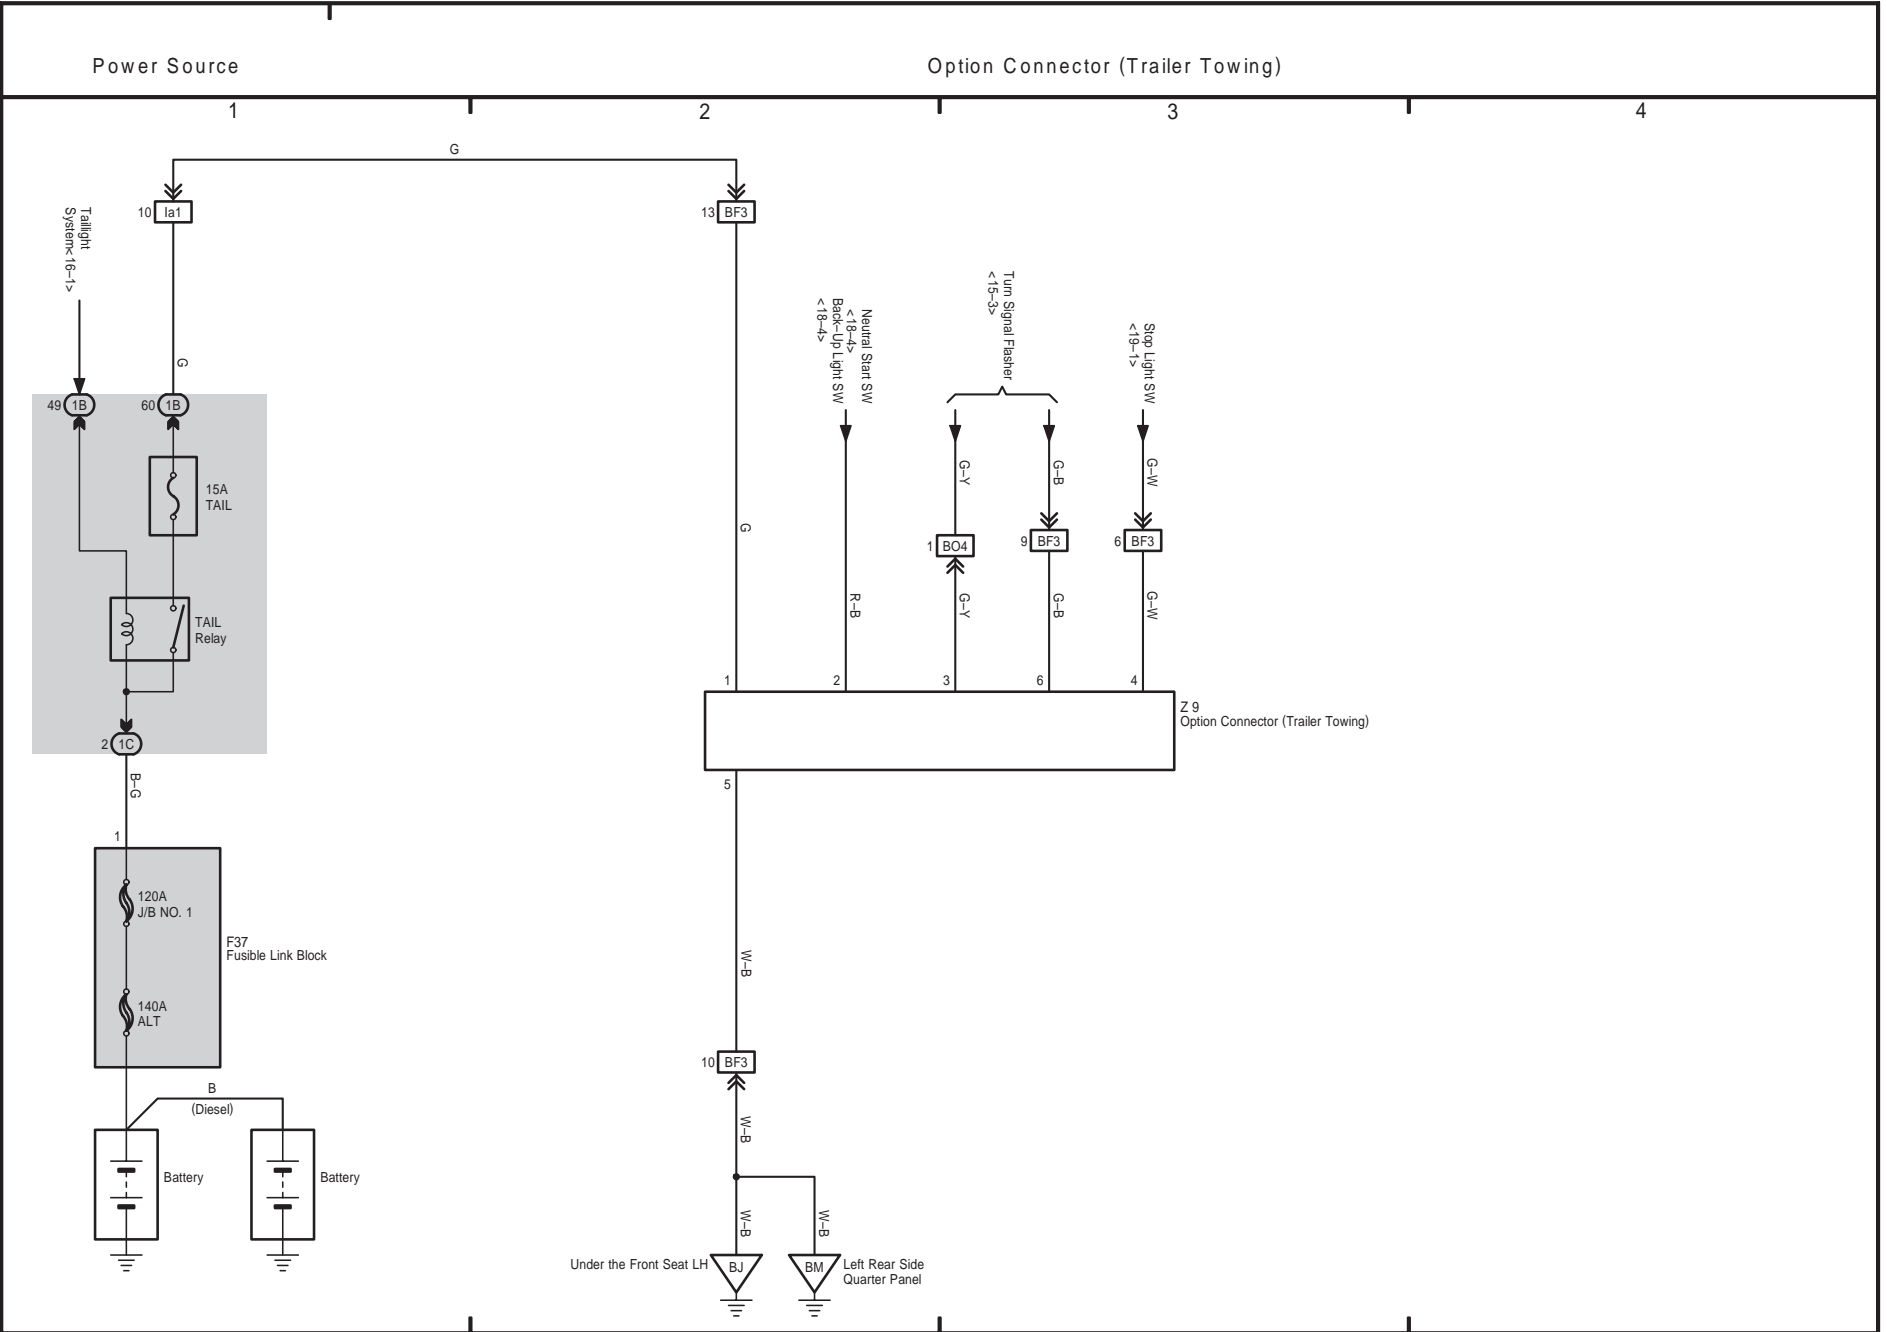 Power Source
Option Connector (Trailer Towing)
1
2
3
4
G
10
Ia1
13
BF3
Taillight
System<16–1>
G
49
1B
60
1B
15A
TAIL
TAIL
Relay
2
1C
B–G
1
120A
J/B NO. 1
F37
Fusible Link Block
140A
ALT
B
(Diesel)
Battery
Battery
G
Neutral Start SW
<18–4>
Back–Up Light SW
<18–4>
Turn Signal Flasher
<15–3>
Stop Light SW
<19–1>
G–Y
G–B
G–W
1
BO4
9
BF3
6
BF3
R–B
G–Y
G–B
G–W
1
2
3
6
4
Z 9
Option Connector (Trailer Towing)
5
W–B
10
BF3
W–B
W–B
W–B
Under the Front Seat LH
BJ
BM
Left Rear Side
Quarter Panel